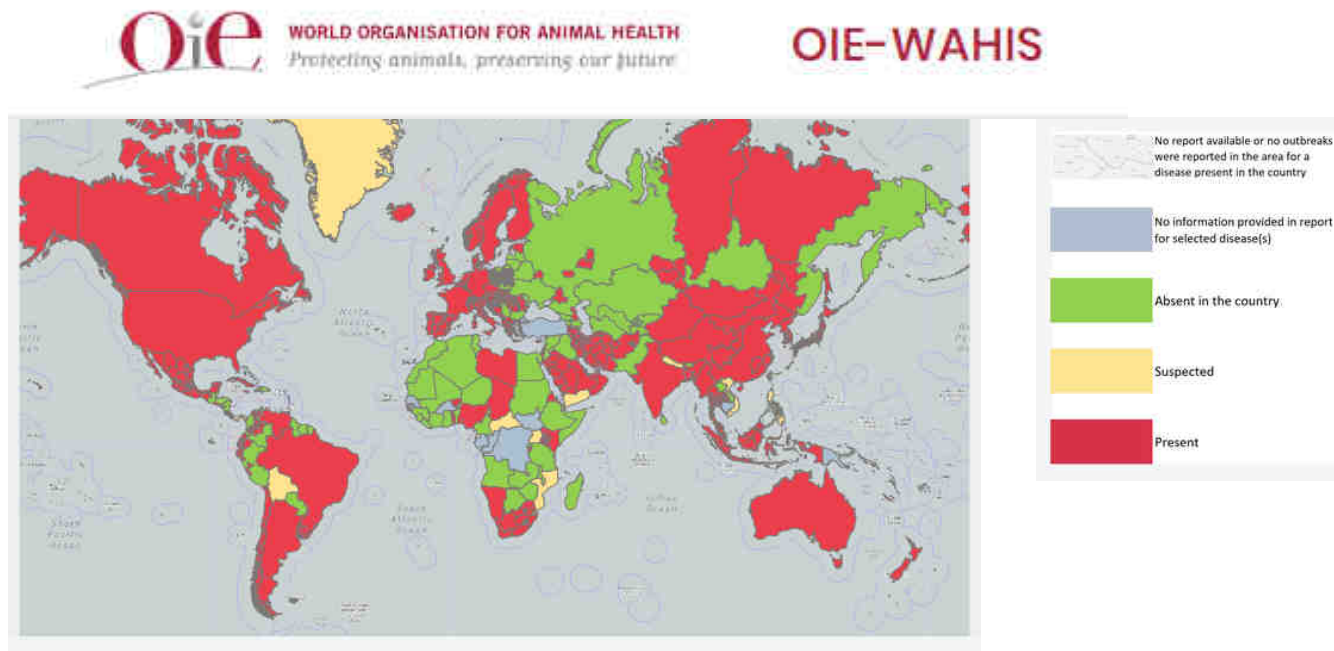 OiE
WORLD ORGANISATION FOR ANIMAL HEALTH
Protecting animals, preserving our future
OIE-WAHIS
No report available or no outbreaks
were reported in the area for a
disease present in the country
No information provided in report
for selected disease(s)
Absent in the country
Suspected
Present
North
Atlantic
Ocean
South
Atlantic
Ocean
South
Pacific
Ocean
Indian
Ocean